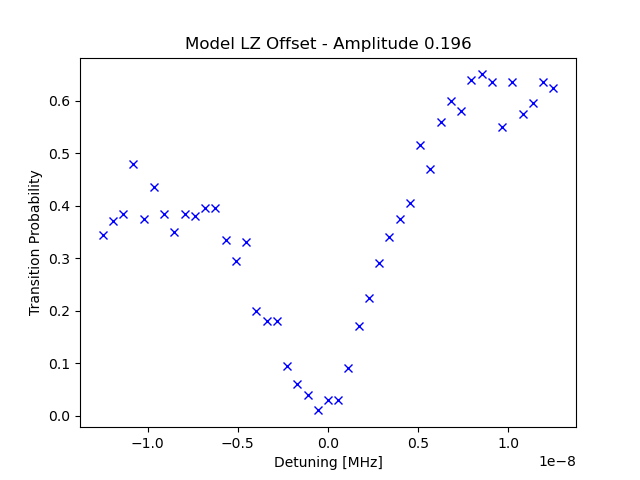 Model LZ Offset - Amplitude 0.196
Transition Probability
0.6
0.5
0.4
0.3
0.2
0.1
0.0
−1.0 −0.5 0.0 0.5 1.0
1e−8
Detuning [MHz]